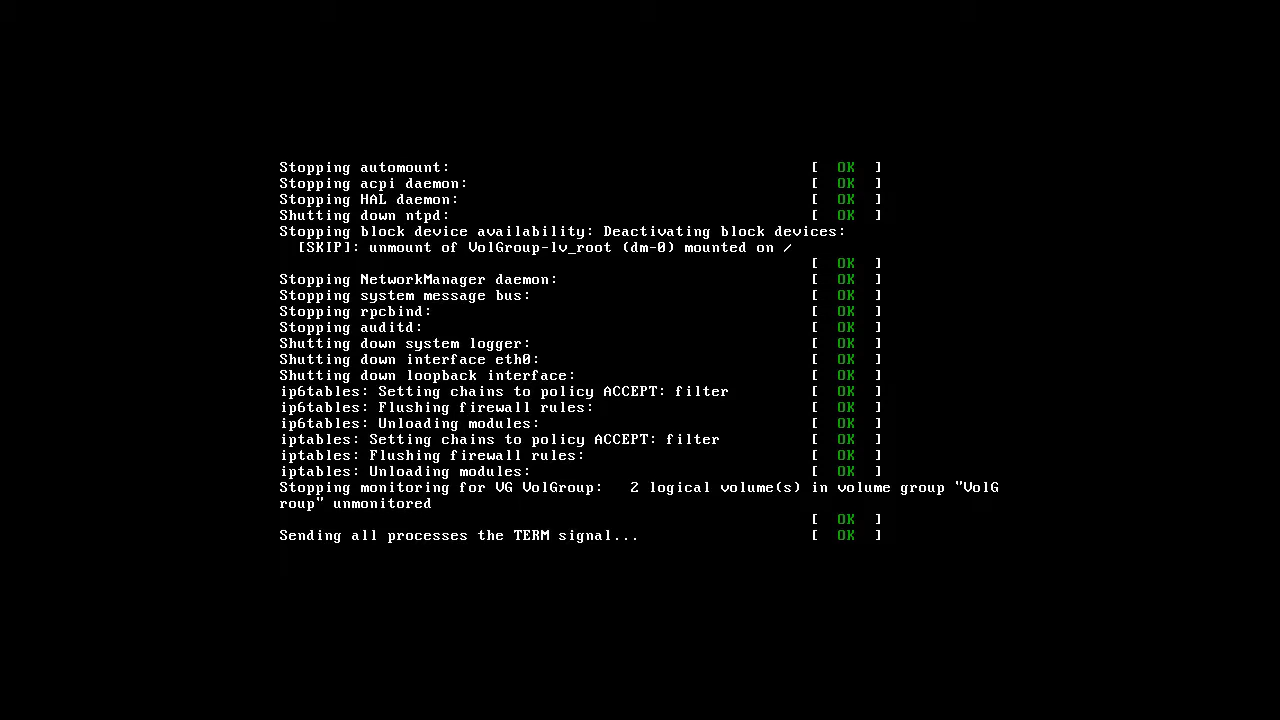 Stopping automount: [  OK  ]
Stopping acpi daemon: [  OK  ]
Stopping HAL daemon: [  OK  ]
Shutting down ntpd: [  OK  ]
Stopping block device availability: Deactivating block devices:
[SKIP]: unmount of VolGroup-lv_root (dm-0) mounted on /
[  OK  ]
Stopping NetworkManager daemon: [  OK  ]
Stopping system message bus: [  OK  ]
Stopping rpcbind: [  OK  ]
Stopping auditd: [  OK  ]
Shutting down system logger: [  OK  ]
Shutting down interface eth0: [  OK  ]
Shutting down loopback interface: [  OK  ]
ip6tables: Setting chains to policy ACCEPT: filter [  OK  ]
ip6tables: Flushing firewall rules: [  OK  ]
ip6tables: Unloading modules: [  OK  ]
iptables: Setting chains to policy ACCEPT: filter [  OK  ]
iptables: Flushing firewall rules: [  OK  ]
iptables: Unloading modules: [  OK  ]
Stopping monitoring for VG VolGroup:   2 logical volume(s) in volume group "VolG
roup" unmonitored
[  OK  ]
Sending all processes the TERM signal... [  OK  ]